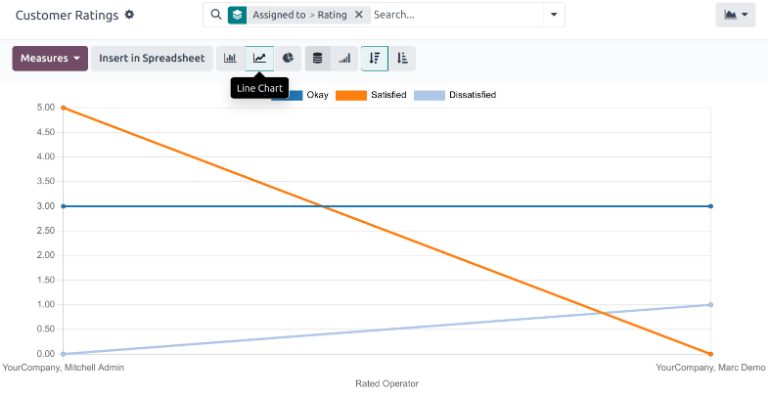 Customer Ratings
Assigned to > Rating
Search...
Measures
Insert in Spreadsheet
Line Chart
Okay
Satisfied
Dissatisfied
5.00
4.50
4.00
3.50
3.00
2.50
2.00
1.50
1.00
0.50
0.00
YourCompany, Mitchell Admin
YourCompany, Marc Demo
Rated Operator